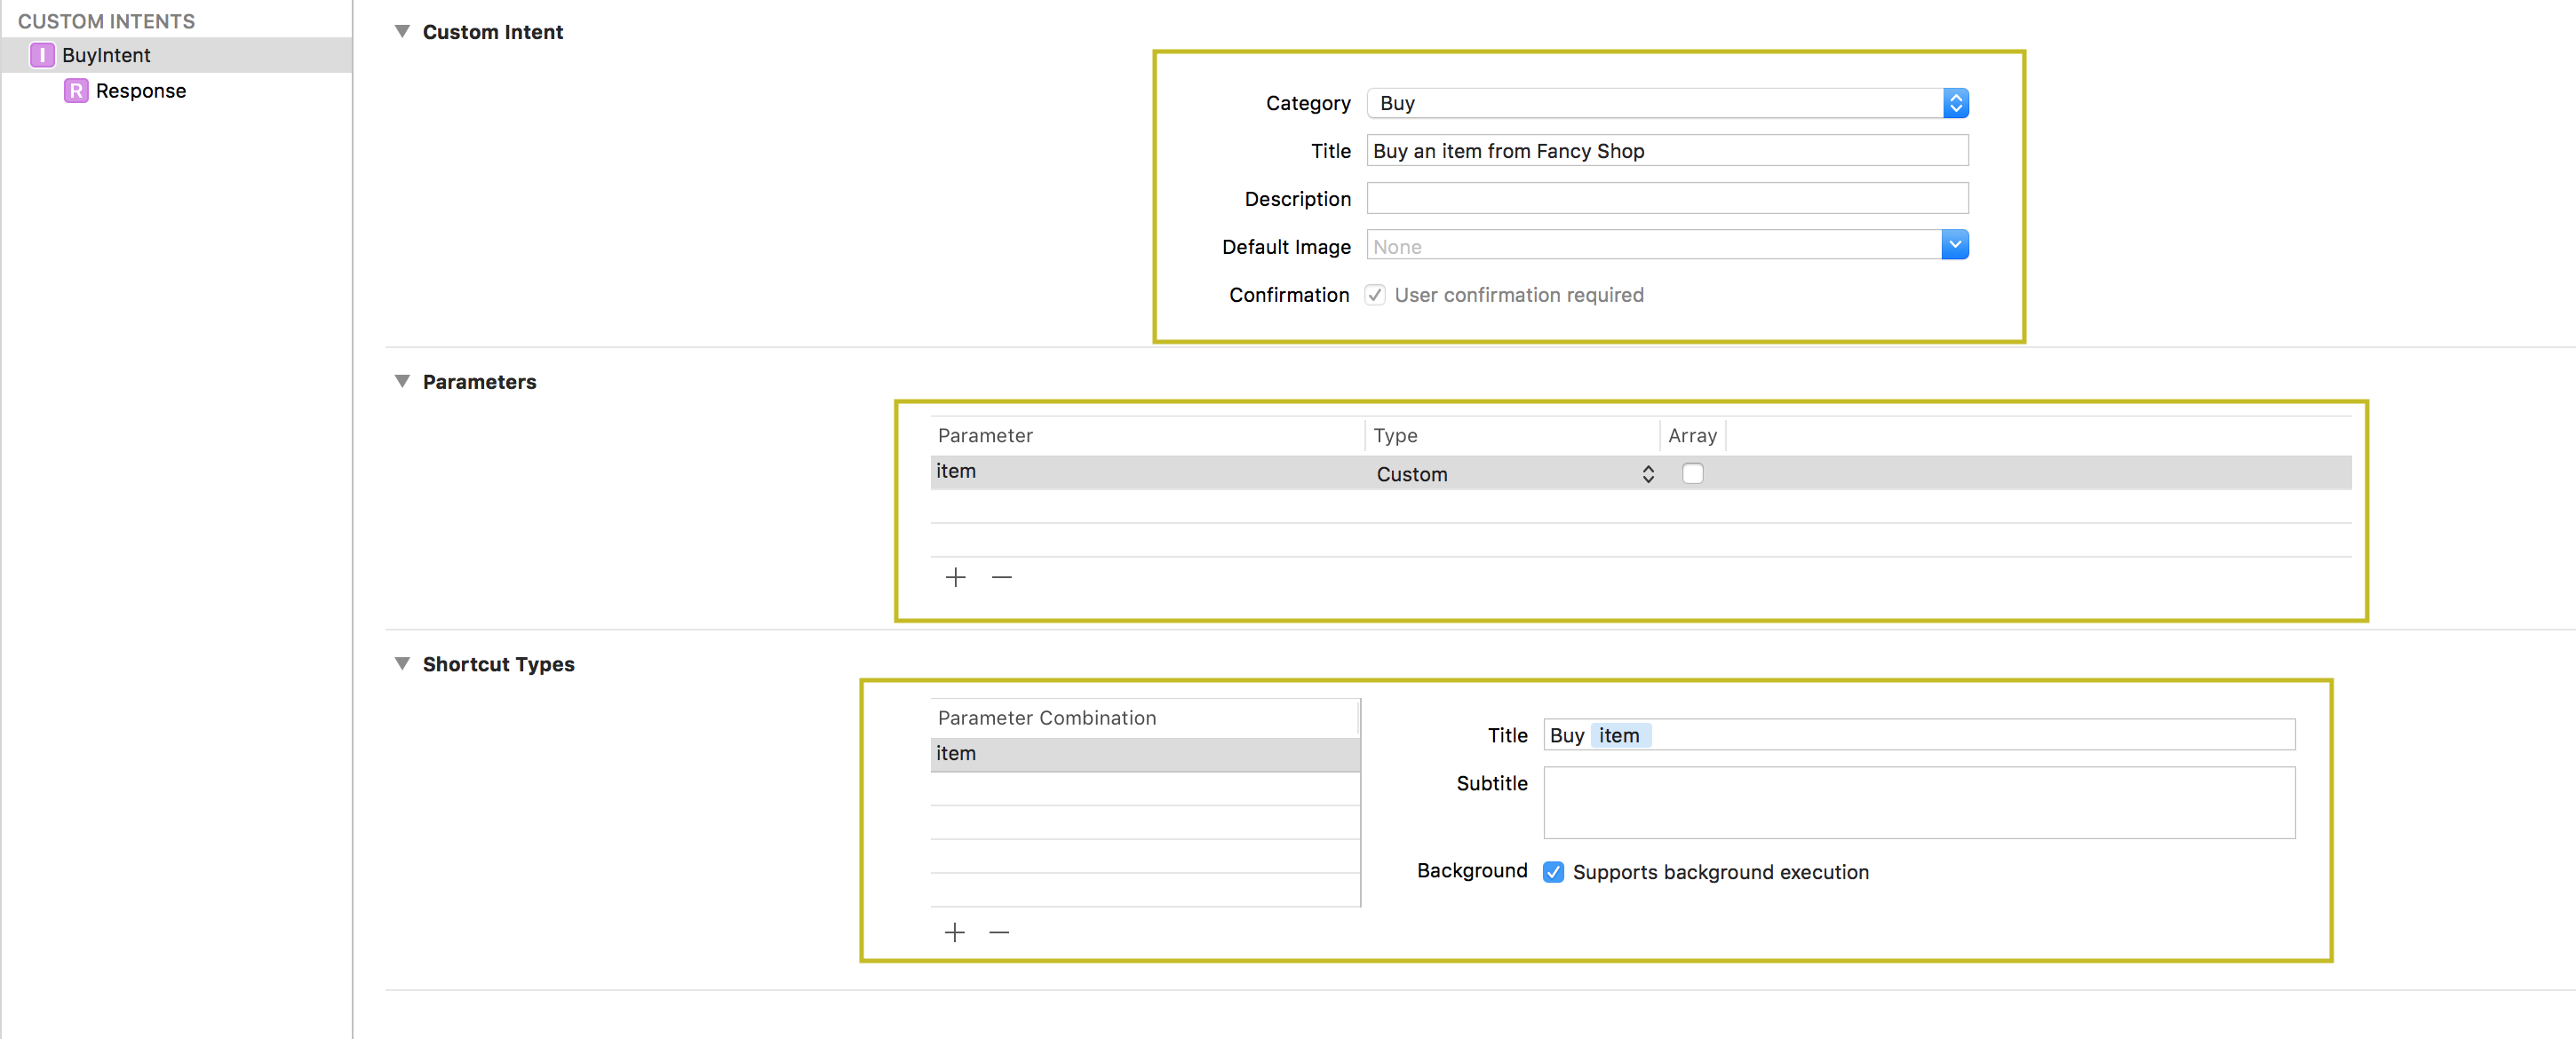 CUSTOM INTENTS
I BuyIntent
R Response
Custom Intent
Category Buy
Title Buy an item from Fancy Shop
Description
Default Image None
Confirmation User confirmation required
Parameters
Parameter Type Array
item Custom
Shortcut Types
Parameter Combination
item
Title Buy item
Subtitle
Background Supports background execution